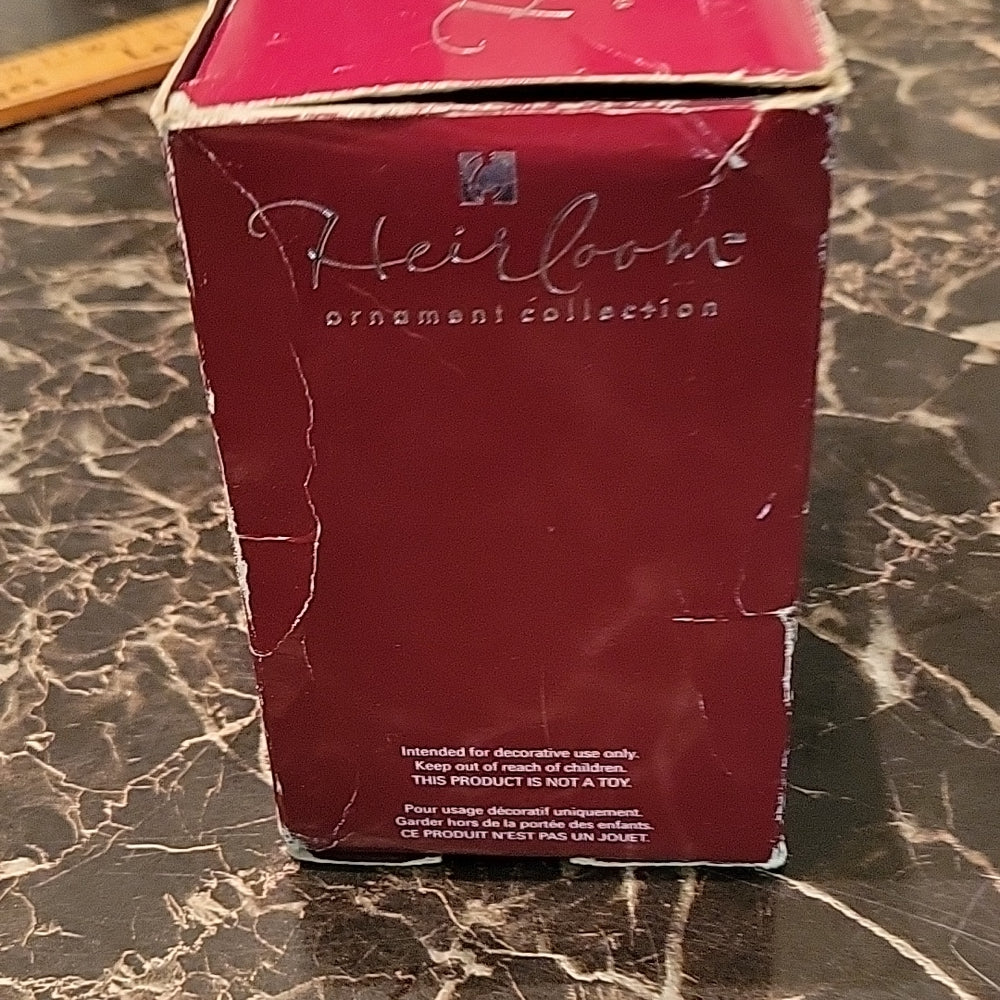 Heirloom™
ornament collection
Intended for decorative use only.
Keep out of reach of children.
THIS PRODUCT IS NOT A TOY.
Pour usage décoratif uniquement.
Garder hors de la portée des enfants.
CE PRODUIT N'EST PAS UN JOUET.